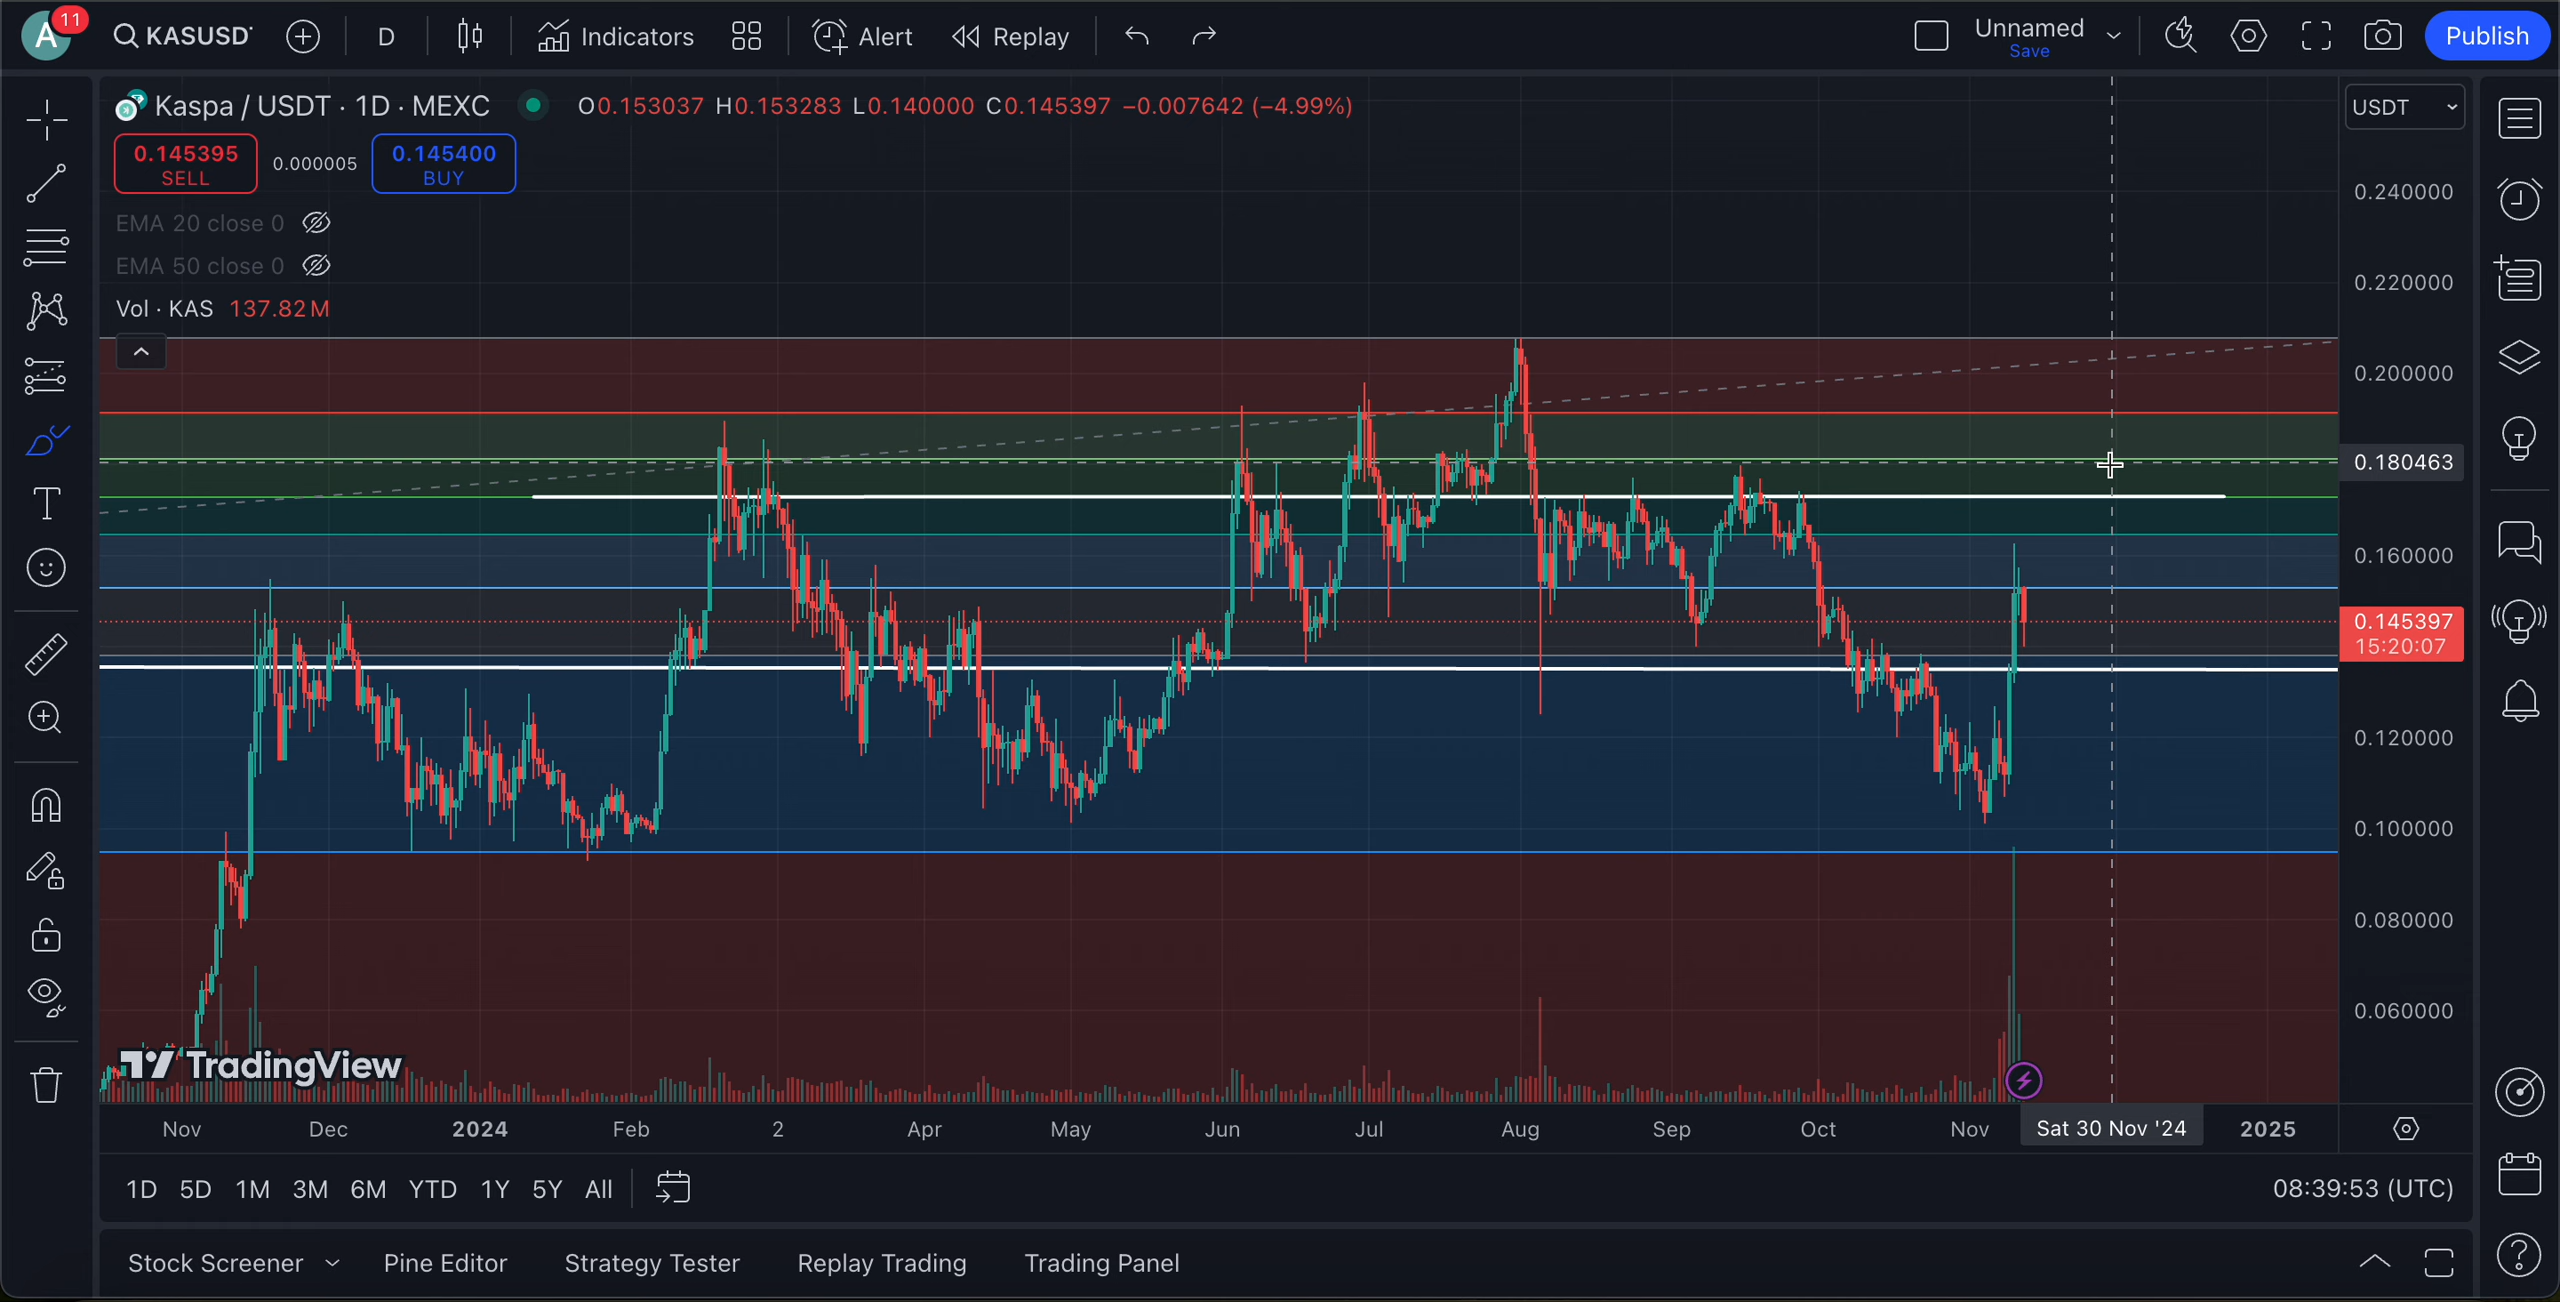 A
11
KASUSD
D
Indicators
Alert
Replay
Unnamed
Save
Publish
Kaspa / USDT · 1D · MEXC
O0.153037 H0.153283 L0.140000 C0.145397 −0.007642 (−4.99%)
USDT
0.145395
SELL
0.000005
0.145400
BUY
EMA 20 close 0
EMA 50 close 0
Vol · KAS 137.82 M
0.240000
0.220000
0.200000
0.180463
0.160000
0.145397
15:20:07
0.120000
0.100000
0.080000
0.060000
TradingView
Nov
Dec
2024
Feb
2
Apr
May
Jun
Jul
Aug
Sep
Oct
Nov
Sat 30 Nov '24
2025
1D
5D
1M
3M
6M
YTD
1Y
5Y
All
08:39:53 (UTC)
Stock Screener
Pine Editor
Strategy Tester
Replay Trading
Trading Panel